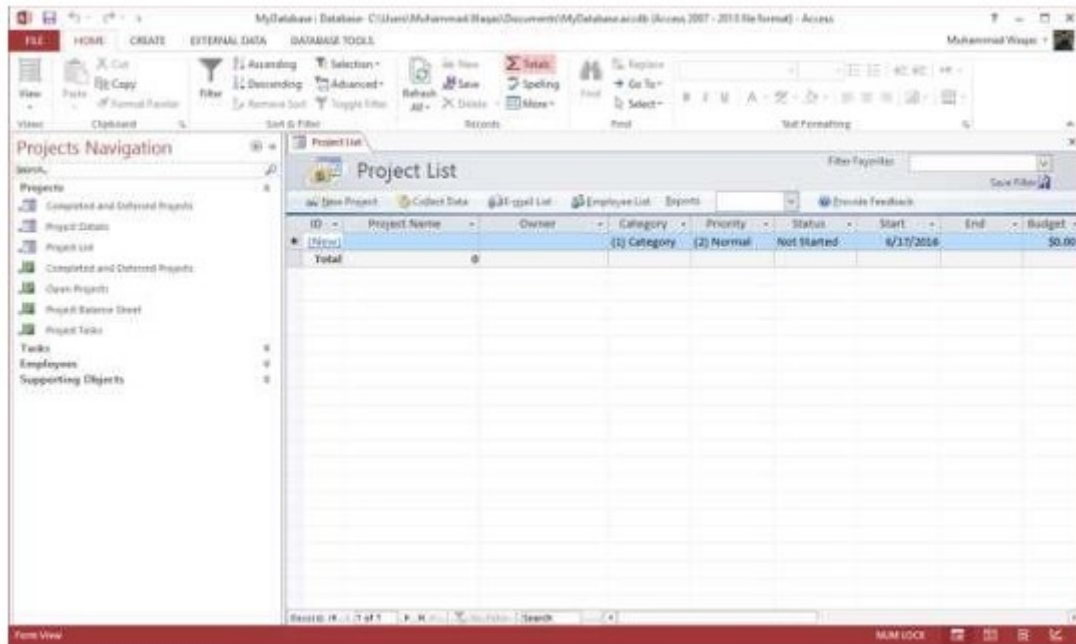 MyDatabase : Database- C:\Users\Muhammad Waqas\Documents\MyDatabase.accdb (Access 2007 - 2013 file format) - Access
FILE HOME CREATE EXTERNAL DATA DATABASE TOOLS Muhammad Waqas
View Paste Cut Copy Format Painter
Filter Ascending Descending Remove Sort Selection Advanced Toggle Filter
Refresh All New Save Delete Totals Spelling More
Find Replace Go To Select
Views Clipboard Sort & Filter Records Find Text Formatting
Projects Navigation
Search..
Projects
Completed and Deferred Projects
Project Details
Project List
Completed and Deferred Projects
Open Projects
Project Balance Sheet
Project Tasks
Tasks
Employees
Supporting Objects
Project List
Project List
Filter Favorites
Save Filter
New Project Collect Data E-mail List Employee List Reports Provide Feedback
ID Project Name Owner Category Priority Status Start End Budget
(New) (1) Category (2) Normal Not Started 6/17/2016 $0.00
Total 0
Record: 1 of 1 No Filter Search
Form View NUM LOCK